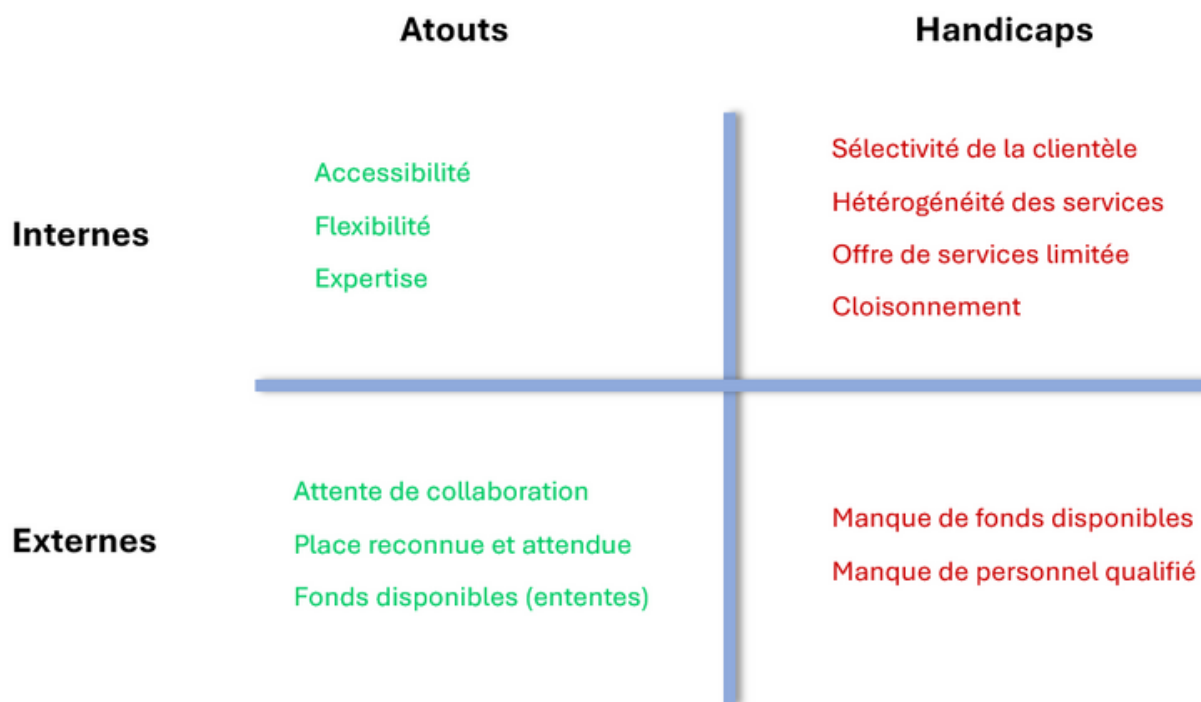 Atouts
Handicaps
Internes
Accessibilité
Flexibilité
Expertise
Sélectivité de la clientèle
Hétérogénéité des services
Offre de services limitée
Cloisonnement
Externes
Attente de collaboration
Place reconnue et attendue
Fonds disponibles (ententes)
Manque de fonds disponibles
Manque de personnel qualifié